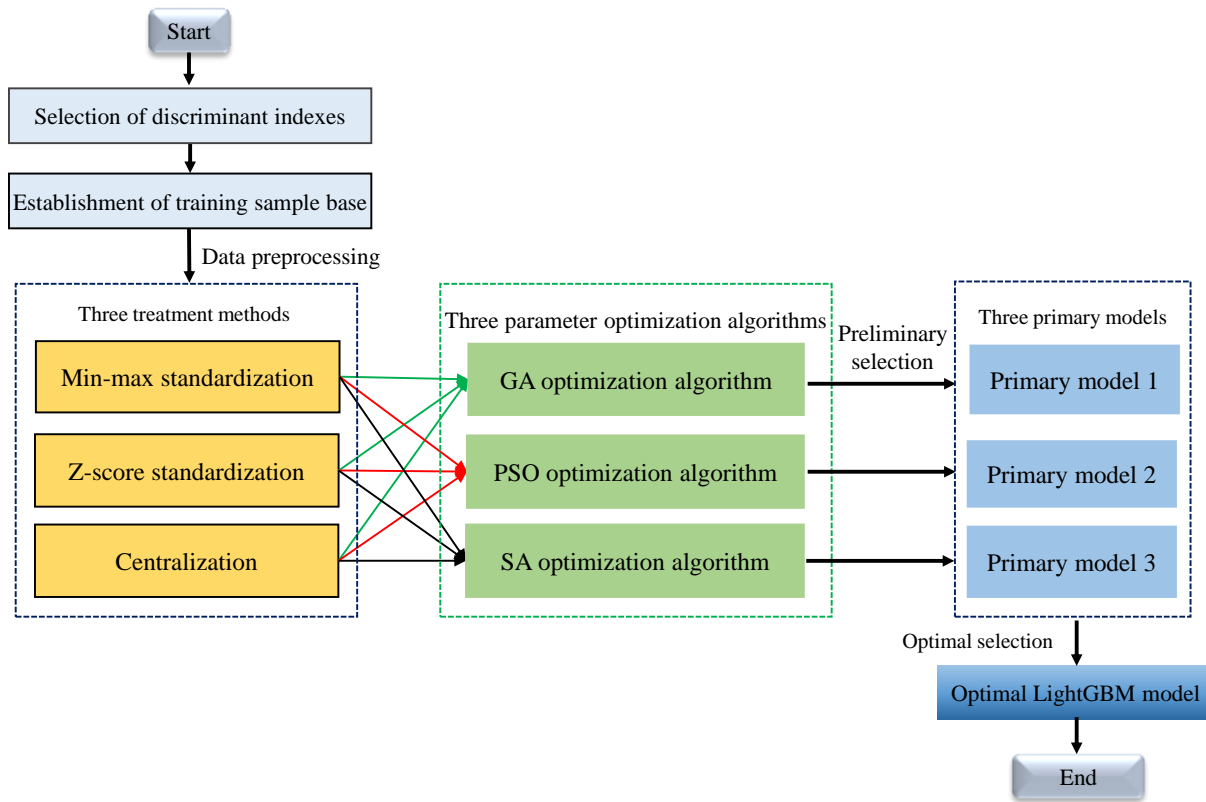 Start
Selection of discriminant indexes
Establishment of training sample base
Data preprocessing
Three treatment methods
Min-max standardization
Z-score standardization
Centralization
Three parameter optimization algorithms
GA optimization algorithm
PSO optimization algorithm
SA optimization algorithm
Preliminary
selection
Three primary models
Primary model 1
Primary model 2
Primary model 3
Optimal selection
Optimal LightGBM model
End